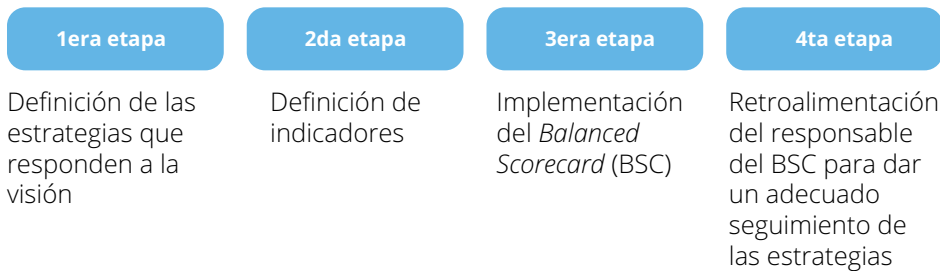 1era etapa
Definición de las
estrategias que
responden a la
visión
2da etapa
Definición de
indicadores
3era etapa
Implementación
del Balanced
Scorecard (BSC)
4ta etapa
Retroalimentación
del responsable
del BSC para dar
un adecuado
seguimiento de
las estrategias